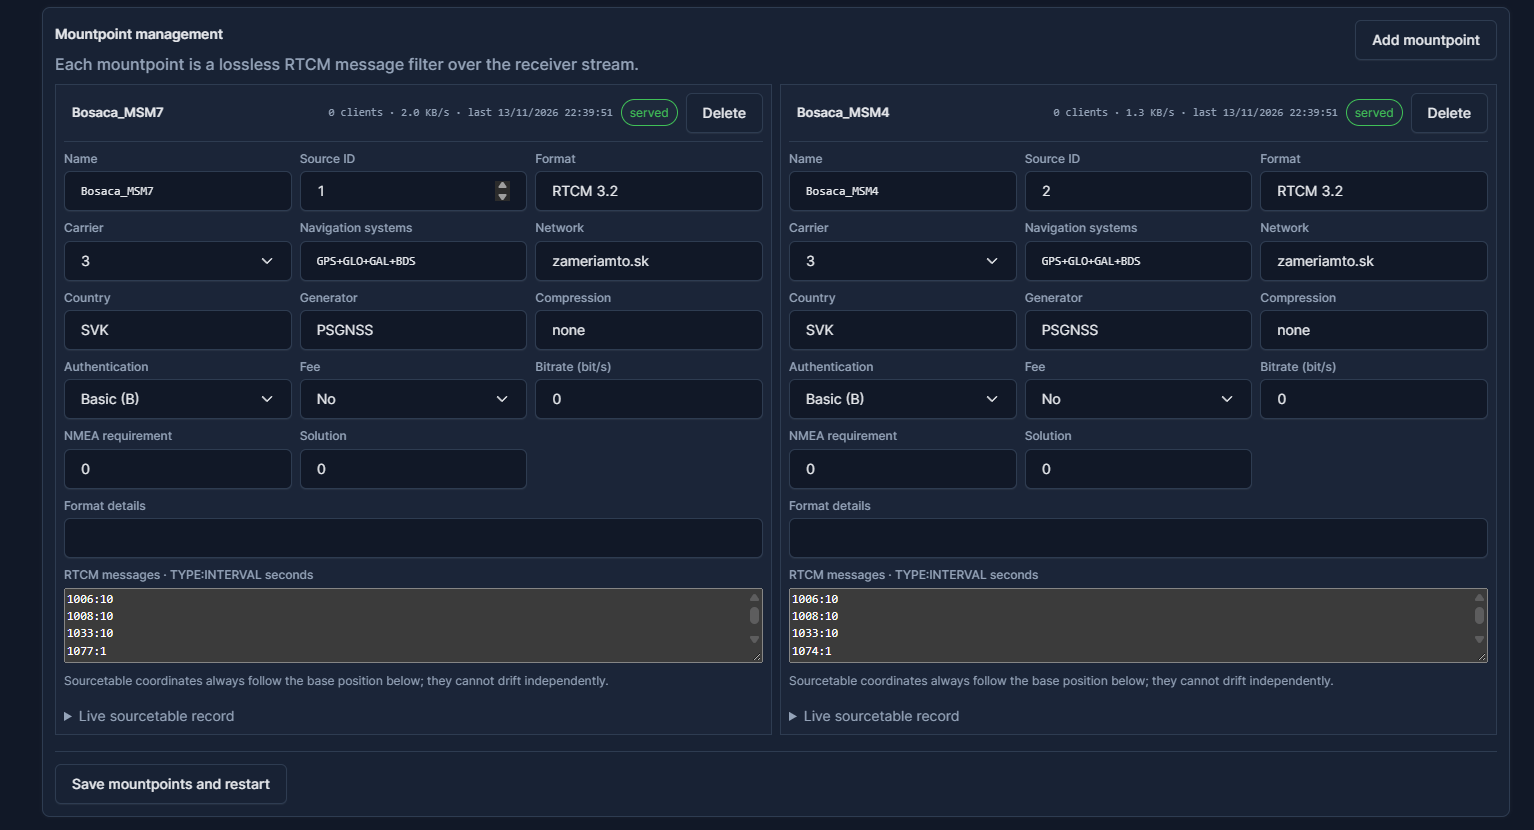 Mountpoint management
Add mountpoint
Each mountpoint is a lossless RTCM message filter over the receiver stream.
Bosaca_MSM7
0 clients · 2.0 KB/s · last 13/11/2026 22:39:51
served
Delete
Name
Source ID
Format
Bosaca_MSM7
1
RTCM 3.2
Carrier
Navigation systems
Network
3
GPS+GLO+GAL+BDS
zameriamto.sk
Country
Generator
Compression
SVK
PSGNSS
none
Authentication
Fee
Bitrate (bit/s)
Basic (B)
No
0
NMEA requirement
Solution
0
0
Format details
RTCM messages · TYPE:INTERVAL seconds
1006:10
1008:10
1033:10
1077:1
Sourcetable coordinates always follow the base position below; they cannot drift independently.
Live sourcetable record
Bosaca_MSM4
0 clients · 1.3 KB/s · last 13/11/2026 22:39:51
served
Delete
Name
Source ID
Format
Bosaca_MSM4
2
RTCM 3.2
Carrier
Navigation systems
Network
3
GPS+GLO+GAL+BDS
zameriamto.sk
Country
Generator
Compression
SVK
PSGNSS
none
Authentication
Fee
Bitrate (bit/s)
Basic (B)
No
0
NMEA requirement
Solution
0
0
Format details
RTCM messages · TYPE:INTERVAL seconds
1006:10
1008:10
1033:10
1074:1
Sourcetable coordinates always follow the base position below; they cannot drift independently.
Live sourcetable record
Save mountpoints and restart